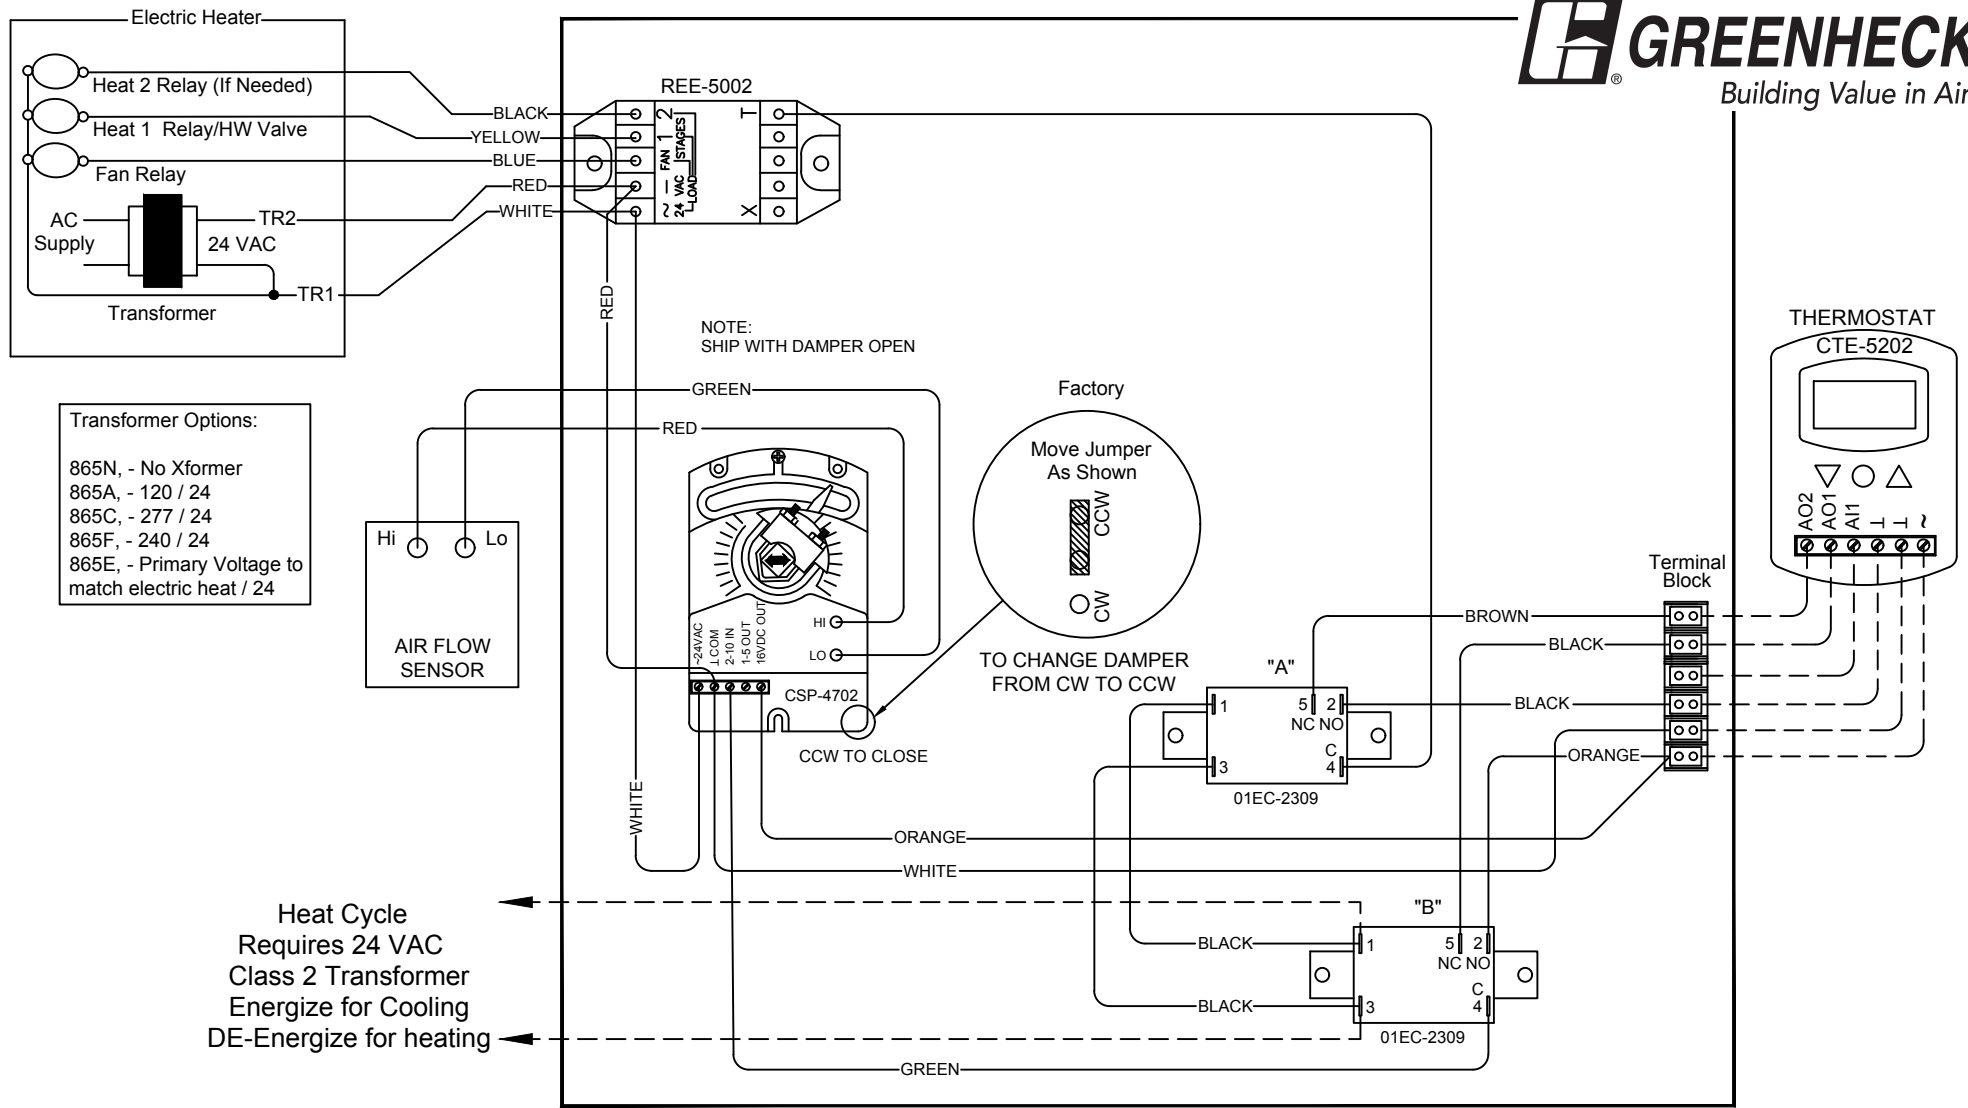 Electric Heater
Heat 2 Relay (If Needed)
Heat 1 Relay/HW Valve
Fan Relay
AC
Supply
TR2
24 VAC
TR1
Transformer
GREENHECK
®
Building Value in Air
REE-5002
BLACK
YELLOW
BLUE
RED
WHITE
2
1
STAGES
FAN
—
24 VAC
~
LOAD
T
X
RED
NOTE:
SHIP WITH DAMPER OPEN
GREEN
RED
Transformer Options:
865N, - No Xformer
865A, - 120 / 24
865C, - 277 / 24
865F, - 240 / 24
865E, - Primary Voltage to
match electric heat / 24
Hi
Lo
AIR FLOW
SENSOR
~24VAC
⊥ COM
2-10 IN
1-5 OUT
16VDC OUT
HI
LO
CSP-4702
CCW TO CLOSE
Factory
Move Jumper
As Shown
CCW
CW
TO CHANGE DAMPER
FROM CW TO CCW
THERMOSTAT
CTE-5202
AO2
AO1
AI1
⊥
⊥
~
Terminal
Block
BROWN
BLACK
BLACK
ORANGE
"A"
1
5
2
NC NO
C
3
4
01EC-2309
WHITE
ORANGE
WHITE
"B"
BLACK
1
5
2
NC NO
C
BLACK
3
4
01EC-2309
GREEN
Heat Cycle
Requires 24 VAC
Class 2 Transformer
Energize for Cooling
DE-Energize for heating